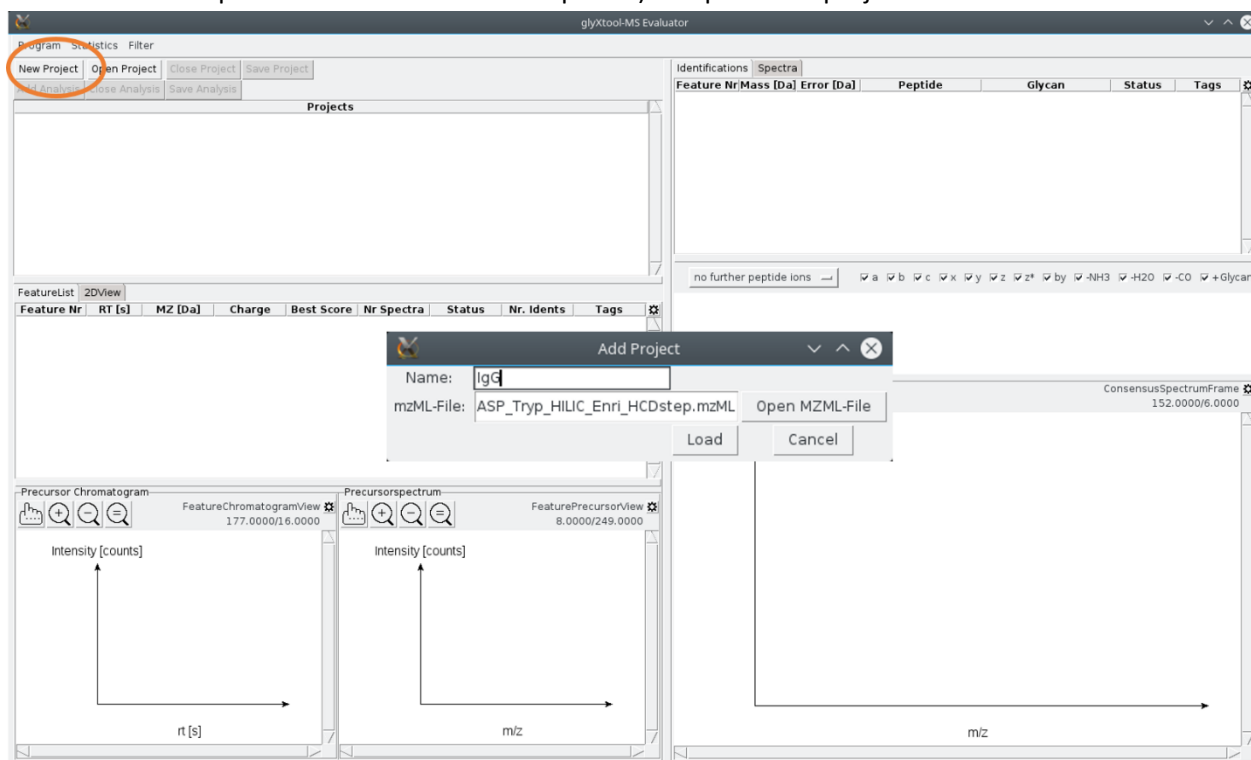 glyXtool-MS Evaluator
Program Statistics Filter
New Project Open Project Close Project Save Project
Add Analysis Close Analysis Save Analysis
Projects
Identifications Spectra
Feature Nr Mass [Da] Error [Da] Peptide Glycan Status Tags
no further peptide ions a b c x y z z* by -NH3 -H2O -CO +Glycan
FeatureList 2DView
Feature Nr RT [s] MZ [Da] Charge Best Score Nr Spectra Status Nr. Idents Tags
Add Project
Name: IgG
mzML-File: ASP_Tryp_HILIC_Enri_HCDstep.mzML Open MZML-File
Load Cancel
ConsensusSpectrumFrame
152.0000/6.0000
Precursor Chromatogram
FeatureChromatogramView
177.0000/16.0000
Intensity [counts]
rt [s]
Precursorspectrum
FeaturePrecursorView
8.0000/249.0000
Intensity [counts]
m/z
m/z